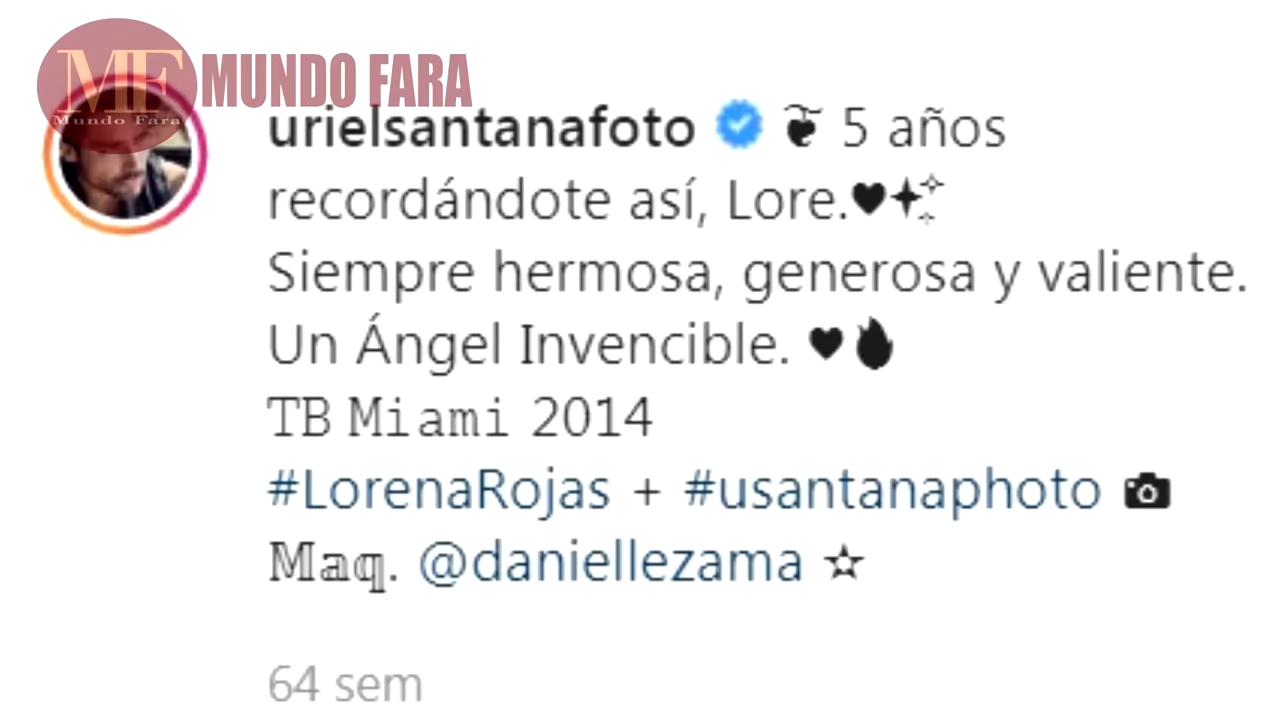 MF MUNDO FARA
Mundo Fara
urielsantanafoto ❦ 5 años
recordándote así, Lore.♥✨
Siempre hermosa, generosa y valiente.
Un Ángel Invencible. ♥🔥
TB Miami 2014
#LorenaRojas + #usantanaphoto 📷
𝕄𝕒𝕢. @daniellezama ☆
64 sem